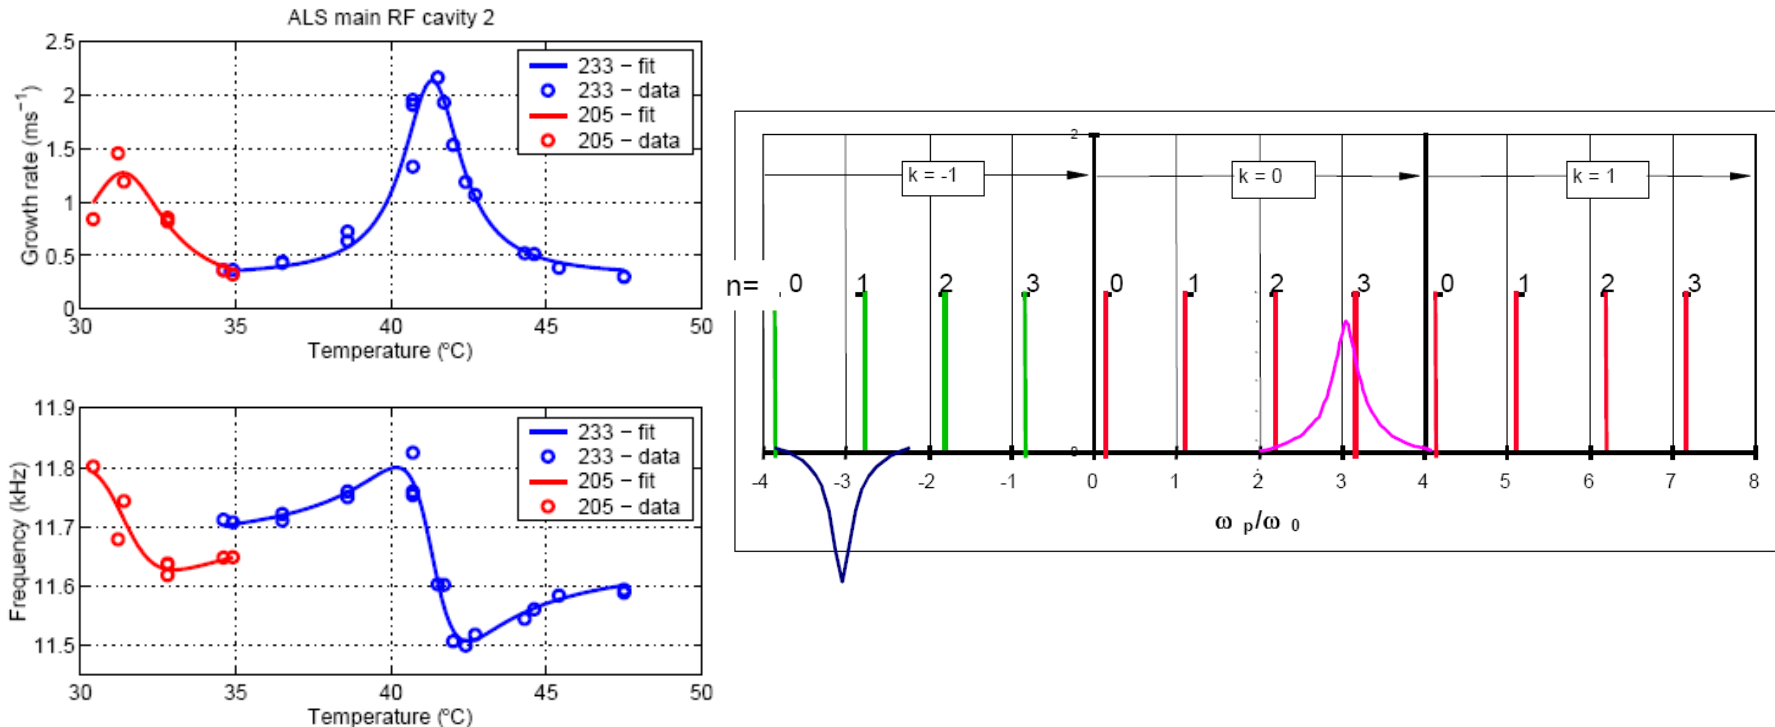 ALS main RF cavity 2
2.5
2
1.5
1
0.5
0
Growth rate (ms⁻¹)
233 − fit
233 − data
205 − fit
205 − data
30 35 40 45 50
Temperature (°C)
11.9
11.8
11.7
11.6
11.5
Frequency (kHz)
233 − fit
233 − data
205 − fit
205 − data
30 35 40 45 50
Temperature (°C)
2
k = -1 k = 0 k = 1
n= 0 1 2 3 0 1 2 3 0 1 2 3
0
-4 -3 -2 -1 0 1 2 3 4 5 6 7 8
ω p/ω 0